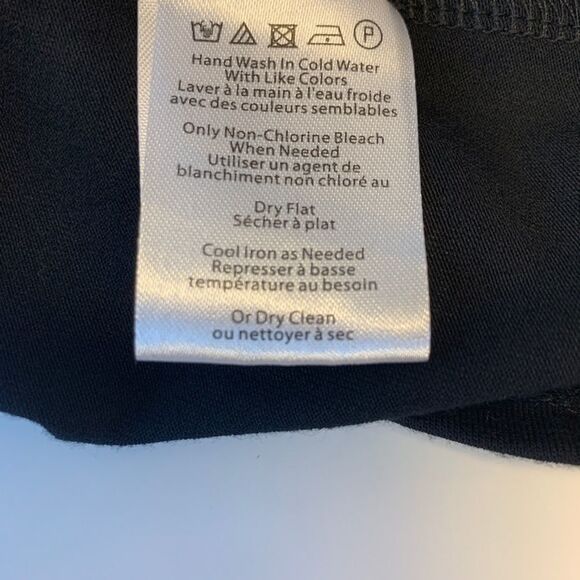 P
Hand Wash In Cold Water
With Like Colors
Laver à la main à l'eau froide
avec des couleurs semblables
Only Non-Chlorine Bleach
When Needed
Utiliser un agent de
blanchiment non chloré au
Dry Flat
Sécher à plat
Cool Iron as Needed
Represser à basse
température au besoin
Or Dry Clean
ou nettoyer à sec